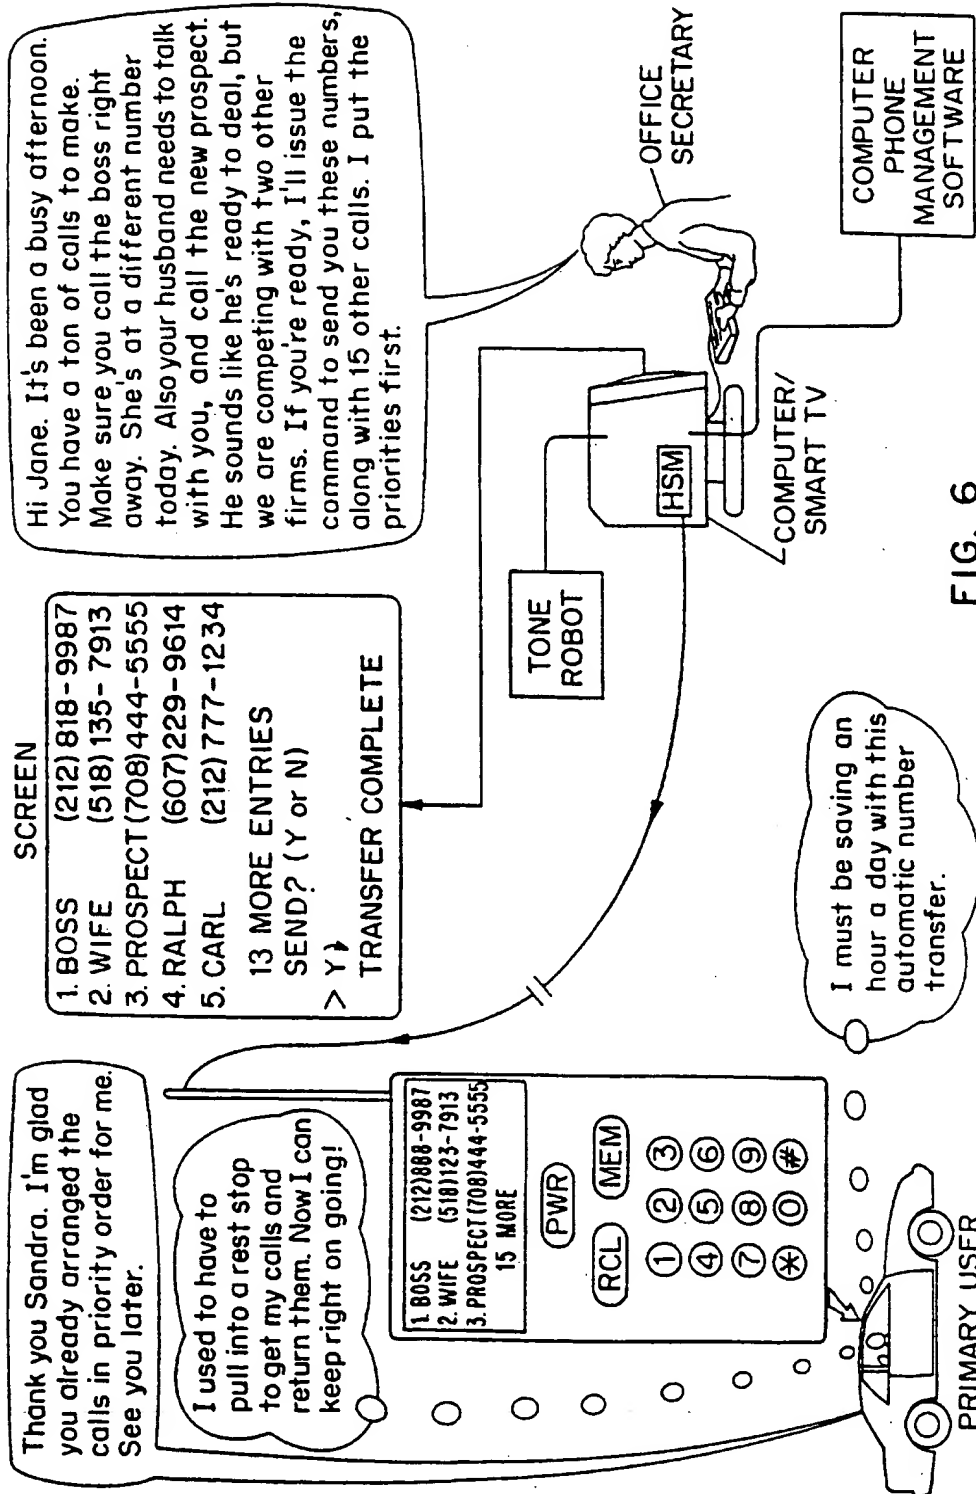 Thank you Sandra. I'm glad
you already arranged the
calls in priority order for me.
See you later.
I used to have to
pull into a rest stop
to get my calls and
return them. Now I can
keep right on going!
1 BOSS (212)888-9987
2. WIFE (518)123-7913
3. PROSPECT(708)444-5555
15 MORE
PWR
RCL MEM
1 2 3
4 5 6
7 8 9
* 0 #
PRIMARY USER
I must be saving an
hour a day with this
automatic number
transfer.
SCREEN
1. BOSS (212) 818-9987
2. WIFE (518) 135-7913
3. PROSPECT (708)444-5555
4. RALPH (607)229-9614
5. CARL (212) 777-1234
13 MORE ENTRIES
SEND? (Y or N)
> Y
TRANSFER COMPLETE
Hi Jane. It's been a busy afternoon.
You have a ton of calls to make.
Make sure you call the boss right
away. She's at a different number
today. Also your husband needs to talk
with you, and call the new prospect.
He sounds like he's ready to deal, but
we are competing with two other
firms. If you're ready, I'll issue the
command to send you these numbers,
along with 15 other calls. I put the
priorities first.
TONE
ROBOT
HSM
COMPUTER/
SMART TV
OFFICE
SECRETARY
COMPUTER
PHONE
MANAGEMENT
SOFTWARE
FIG. 6